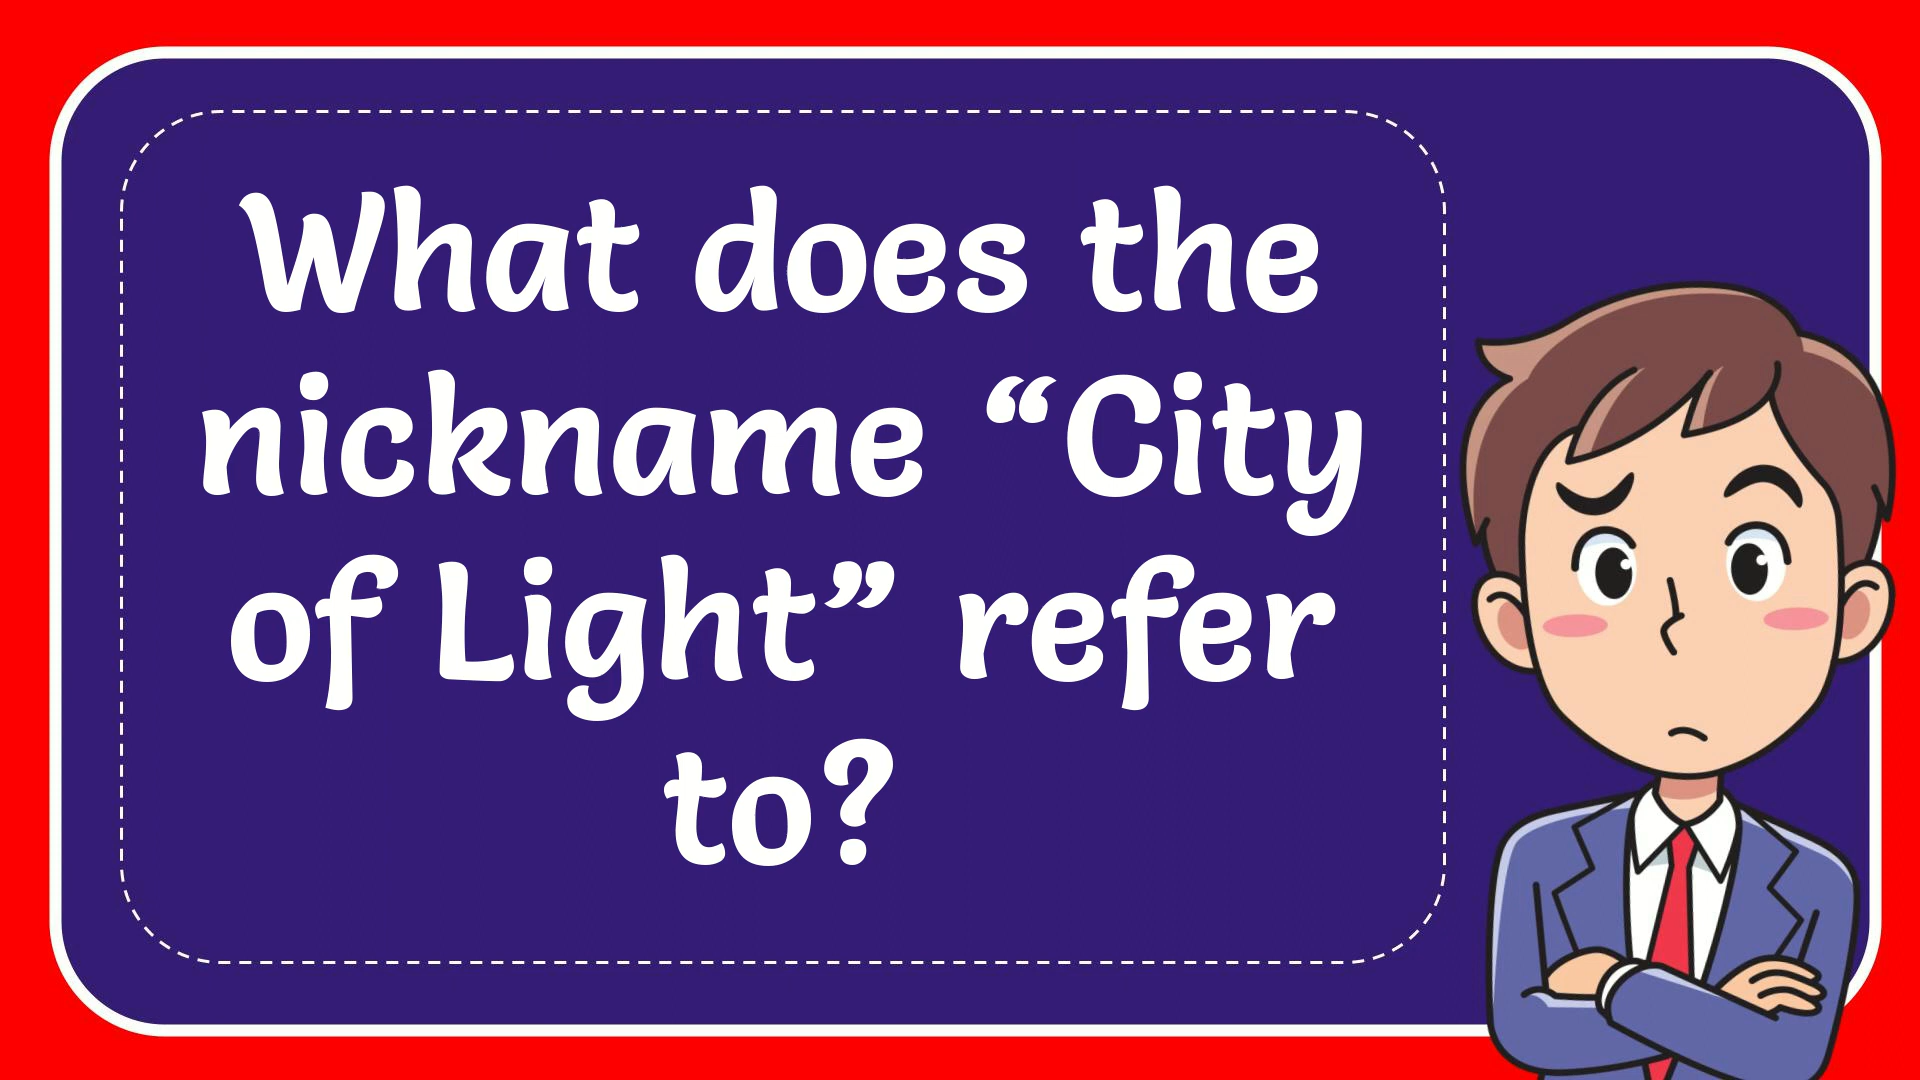 What does the
nickname “City
of Light” refer
to?